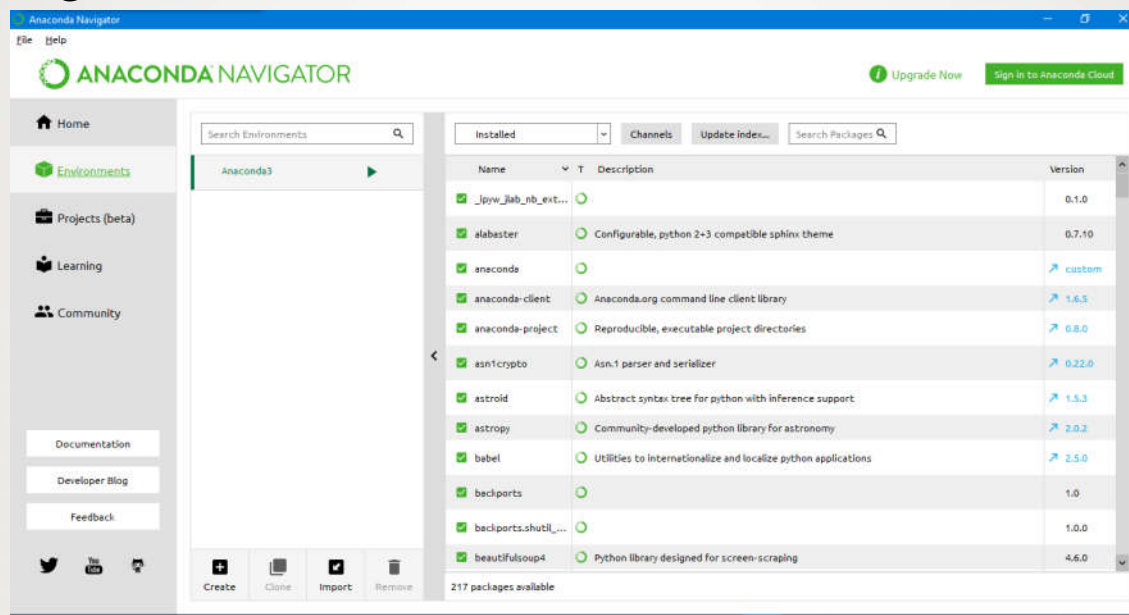 Anaconda Navigator
File Help
ANACONDA NAVIGATOR
Upgrade Now
Sign in to Anaconda Cloud
Home
Environments
Projects (beta)
Learning
Community
Documentation
Developer Blog
Feedback
You Tube
Search Environments
Anaconda3
Create Clone Import Remove
Installed Channels Update index... Search Packages
Name T Description Version
_ipyw_jlab_nb_ext... 0.1.0
alabaster Configurable, python 2+3 compatible sphinx theme 0.7.10
anaconda custom
anaconda-client Anaconda.org command line client library 1.6.5
anaconda-project Reproducible, executable project directories 0.8.0
asn1crypto Asn.1 parser and serializer 0.22.0
astroid Abstract syntax tree for python with inference support 1.5.3
astropy Community-developed python library for astronomy 2.0.2
babel Utilities to internationalize and localize python applications 2.5.0
backports 1.0
backports.shutil_... 1.0.0
beautifulsoup4 Python library designed for screen-scraping 4.6.0
217 packages available